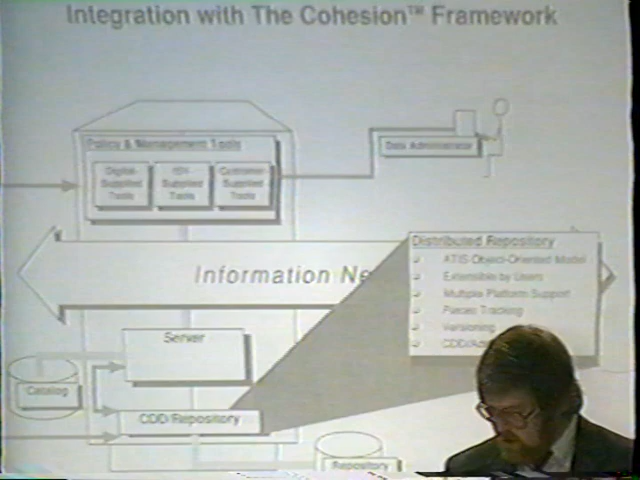 Integration with The Cohesion™ Framework
Policy & Management Tools
Digital-
Supplied
Tools
ISV-
Supplied
Tools
Customer-
Supplied
Tools
Data Administrator
Information Ne
Distributed Repository
ATIS Object-Oriented Model
Extensible by Users
Multiple Platform Support
Pieces Tracking
Versioning
CDD/Ad
Server
Catalog
CDD/Repository
Repository